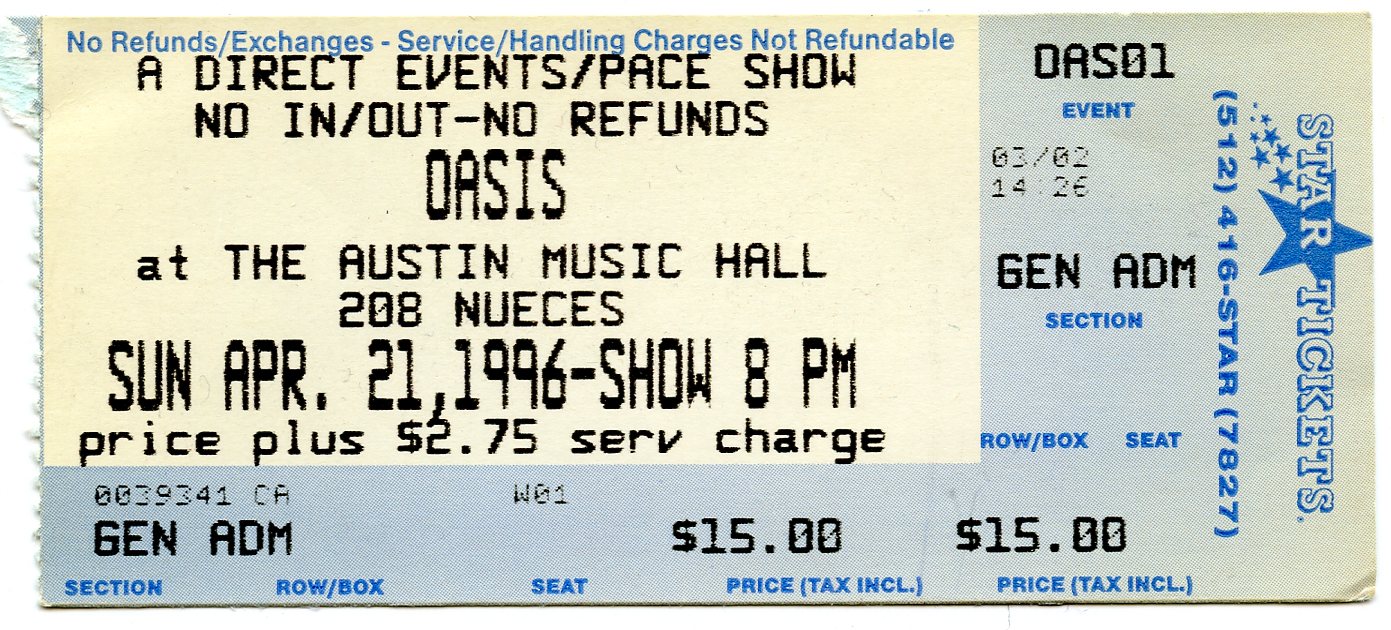 No Refunds/Exchanges - Service/Handling Charges Not Refundable
A DIRECT EVENTS/PACE SHOW
NO IN/OUT-NO REFUNDS
OASIS
at THE AUSTIN MUSIC HALL
208 NUECES
SUN APR. 21,1996-SHOW 8 PM
price plus $2.75 serv charge
0039341 CA W01
GEN ADM $15.00
SECTION ROW/BOX SEAT PRICE (TAX INCL.)
OAS01
EVENT
03/02
14:26
GEN ADM
SECTION
ROW/BOX SEAT
$15.00
PRICE (TAX INCL.)
(512) 416-STAR (7827)
STAR TICKETS.